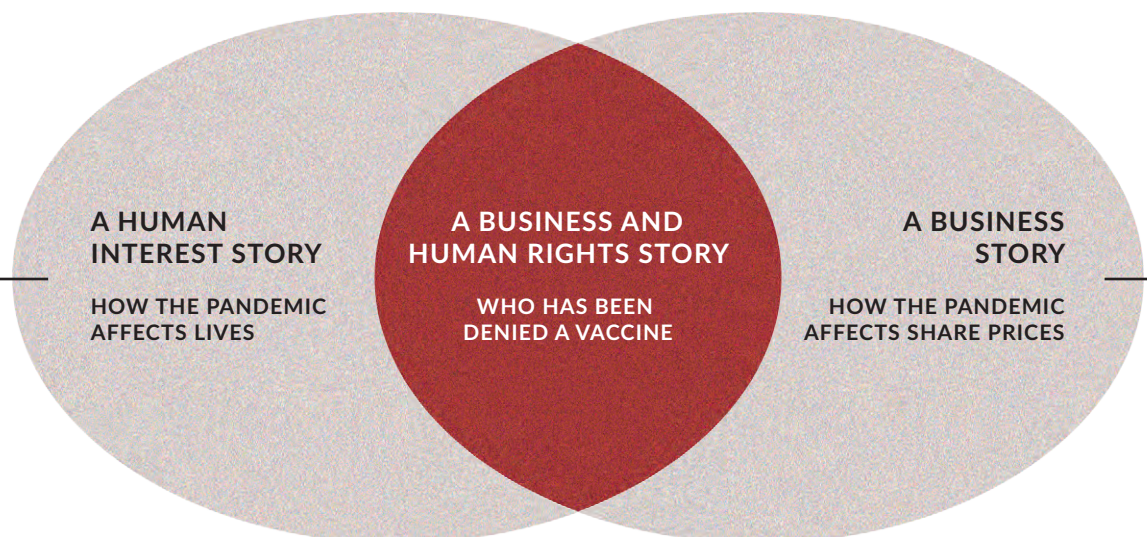 A HUMAN
INTEREST STORY
HOW THE PANDEMIC
AFFECTS LIVES
A BUSINESS AND
HUMAN RIGHTS STORY
WHO HAS BEEN
DENIED A VACCINE
A BUSINESS
STORY
HOW THE PANDEMIC
AFFECTS SHARE PRICES